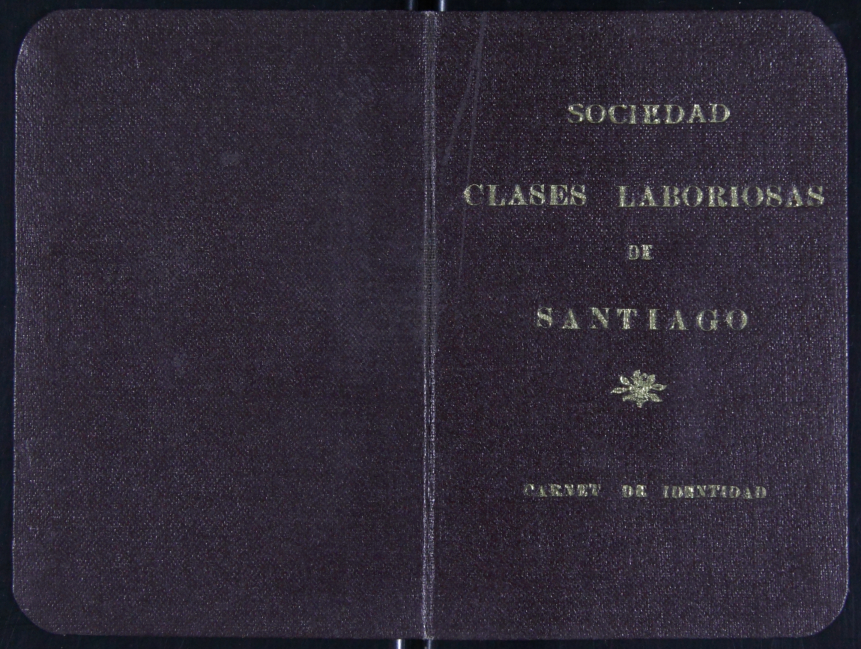 SOCIEDAD
CLASES LABORIOSAS
DE
SANTIAGO
CARNET DE IDENTIDAD